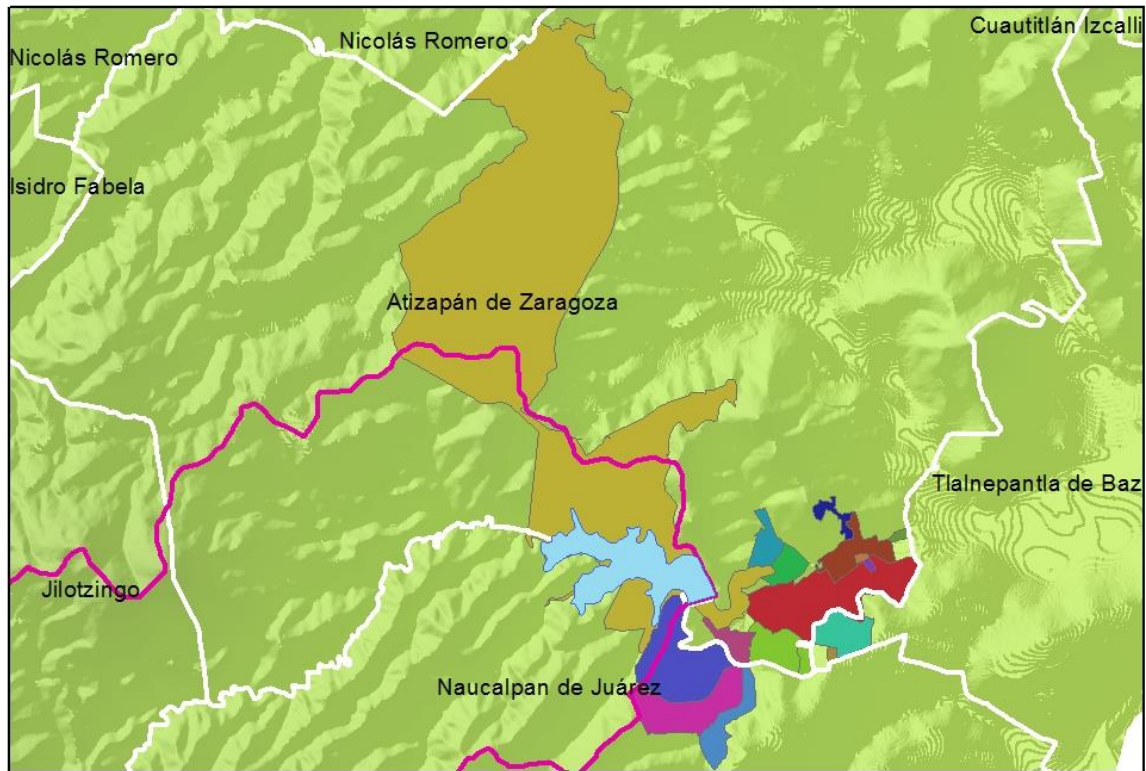 Nicolás Romero
Cuautitlán Izcalli
Nicolás Romero
Isidro Fabela
Atizapán de Zaragoza
Tlalnepantla de Baz
Jilotzingo
Naucalpan de Juárez